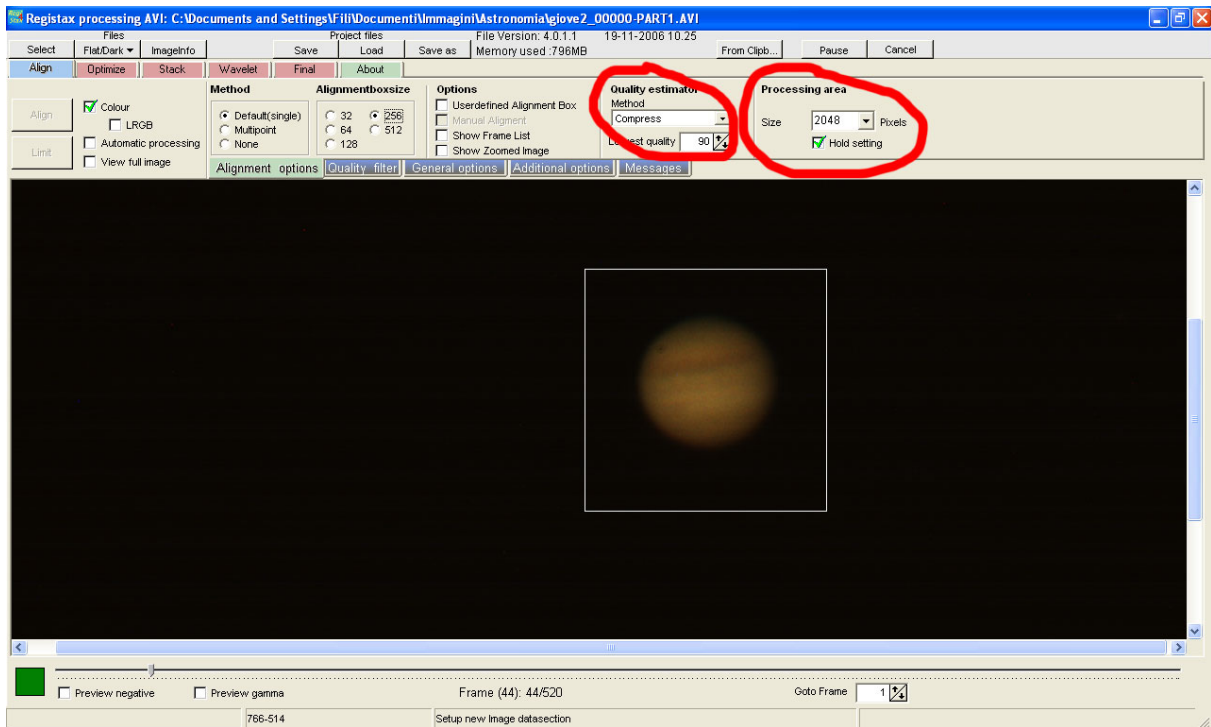 Registax processing AVI: C:\Documents and Settings\Fili\Documenti\Immagini\Astronomia\giove2_00000-PART1.AVI
Files Project files File Version: 4.0.1.1 19-11-2006 10.25
Select Flat/Dark ImageInfo Save Load Save as Memory used :796MB From Clipb... Pause Cancel
Align Optimize Stack Wavelet Final About
Method Alignmentboxsize Options Quality estimator Processing area
Align Colour Default(single) 32 256 Userdefined Alignment Box Method
LRGB Multipoint 64 512 Manual Aligment Compress Size 2048 Pixels
Limit Automatic processing None 128 Show Frame List quality 90 Hold setting
View full image Show Zoomed Image
Alignment options Quality filter General options Additional options Messages
Preview negative Preview gamma Frame (44): 44/520 Goto Frame 1
766-514 Setup new Image datasection